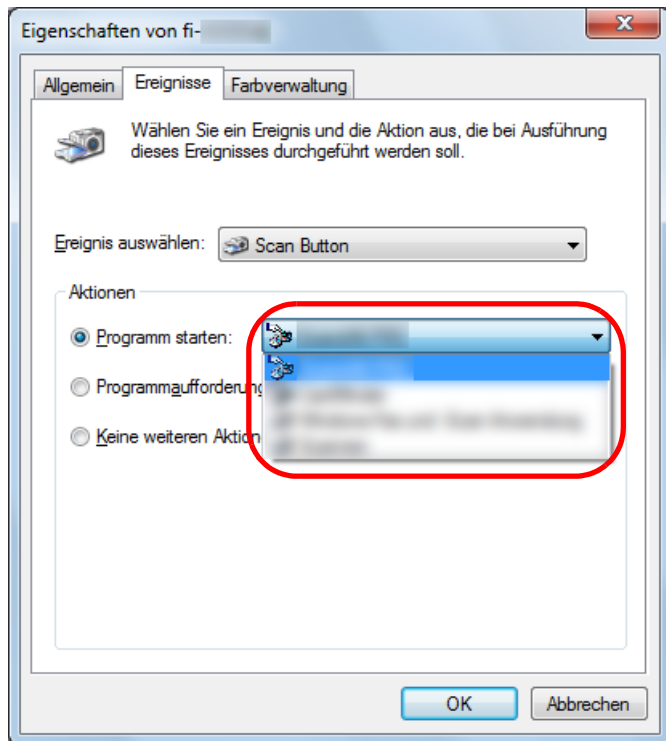 Eigenschaften von fi-
Allgemein
Ereignisse
Farbverwaltung
Wählen Sie ein Ereignis und die Aktion aus, die bei Ausführung
dieses Ereignisses durchgeführt werden soll.
Ereignis auswählen:
Scan Button
Aktionen
Programm starten:
Programmaufforderung
Keine weiteren Aktion
OK
Abbrechen